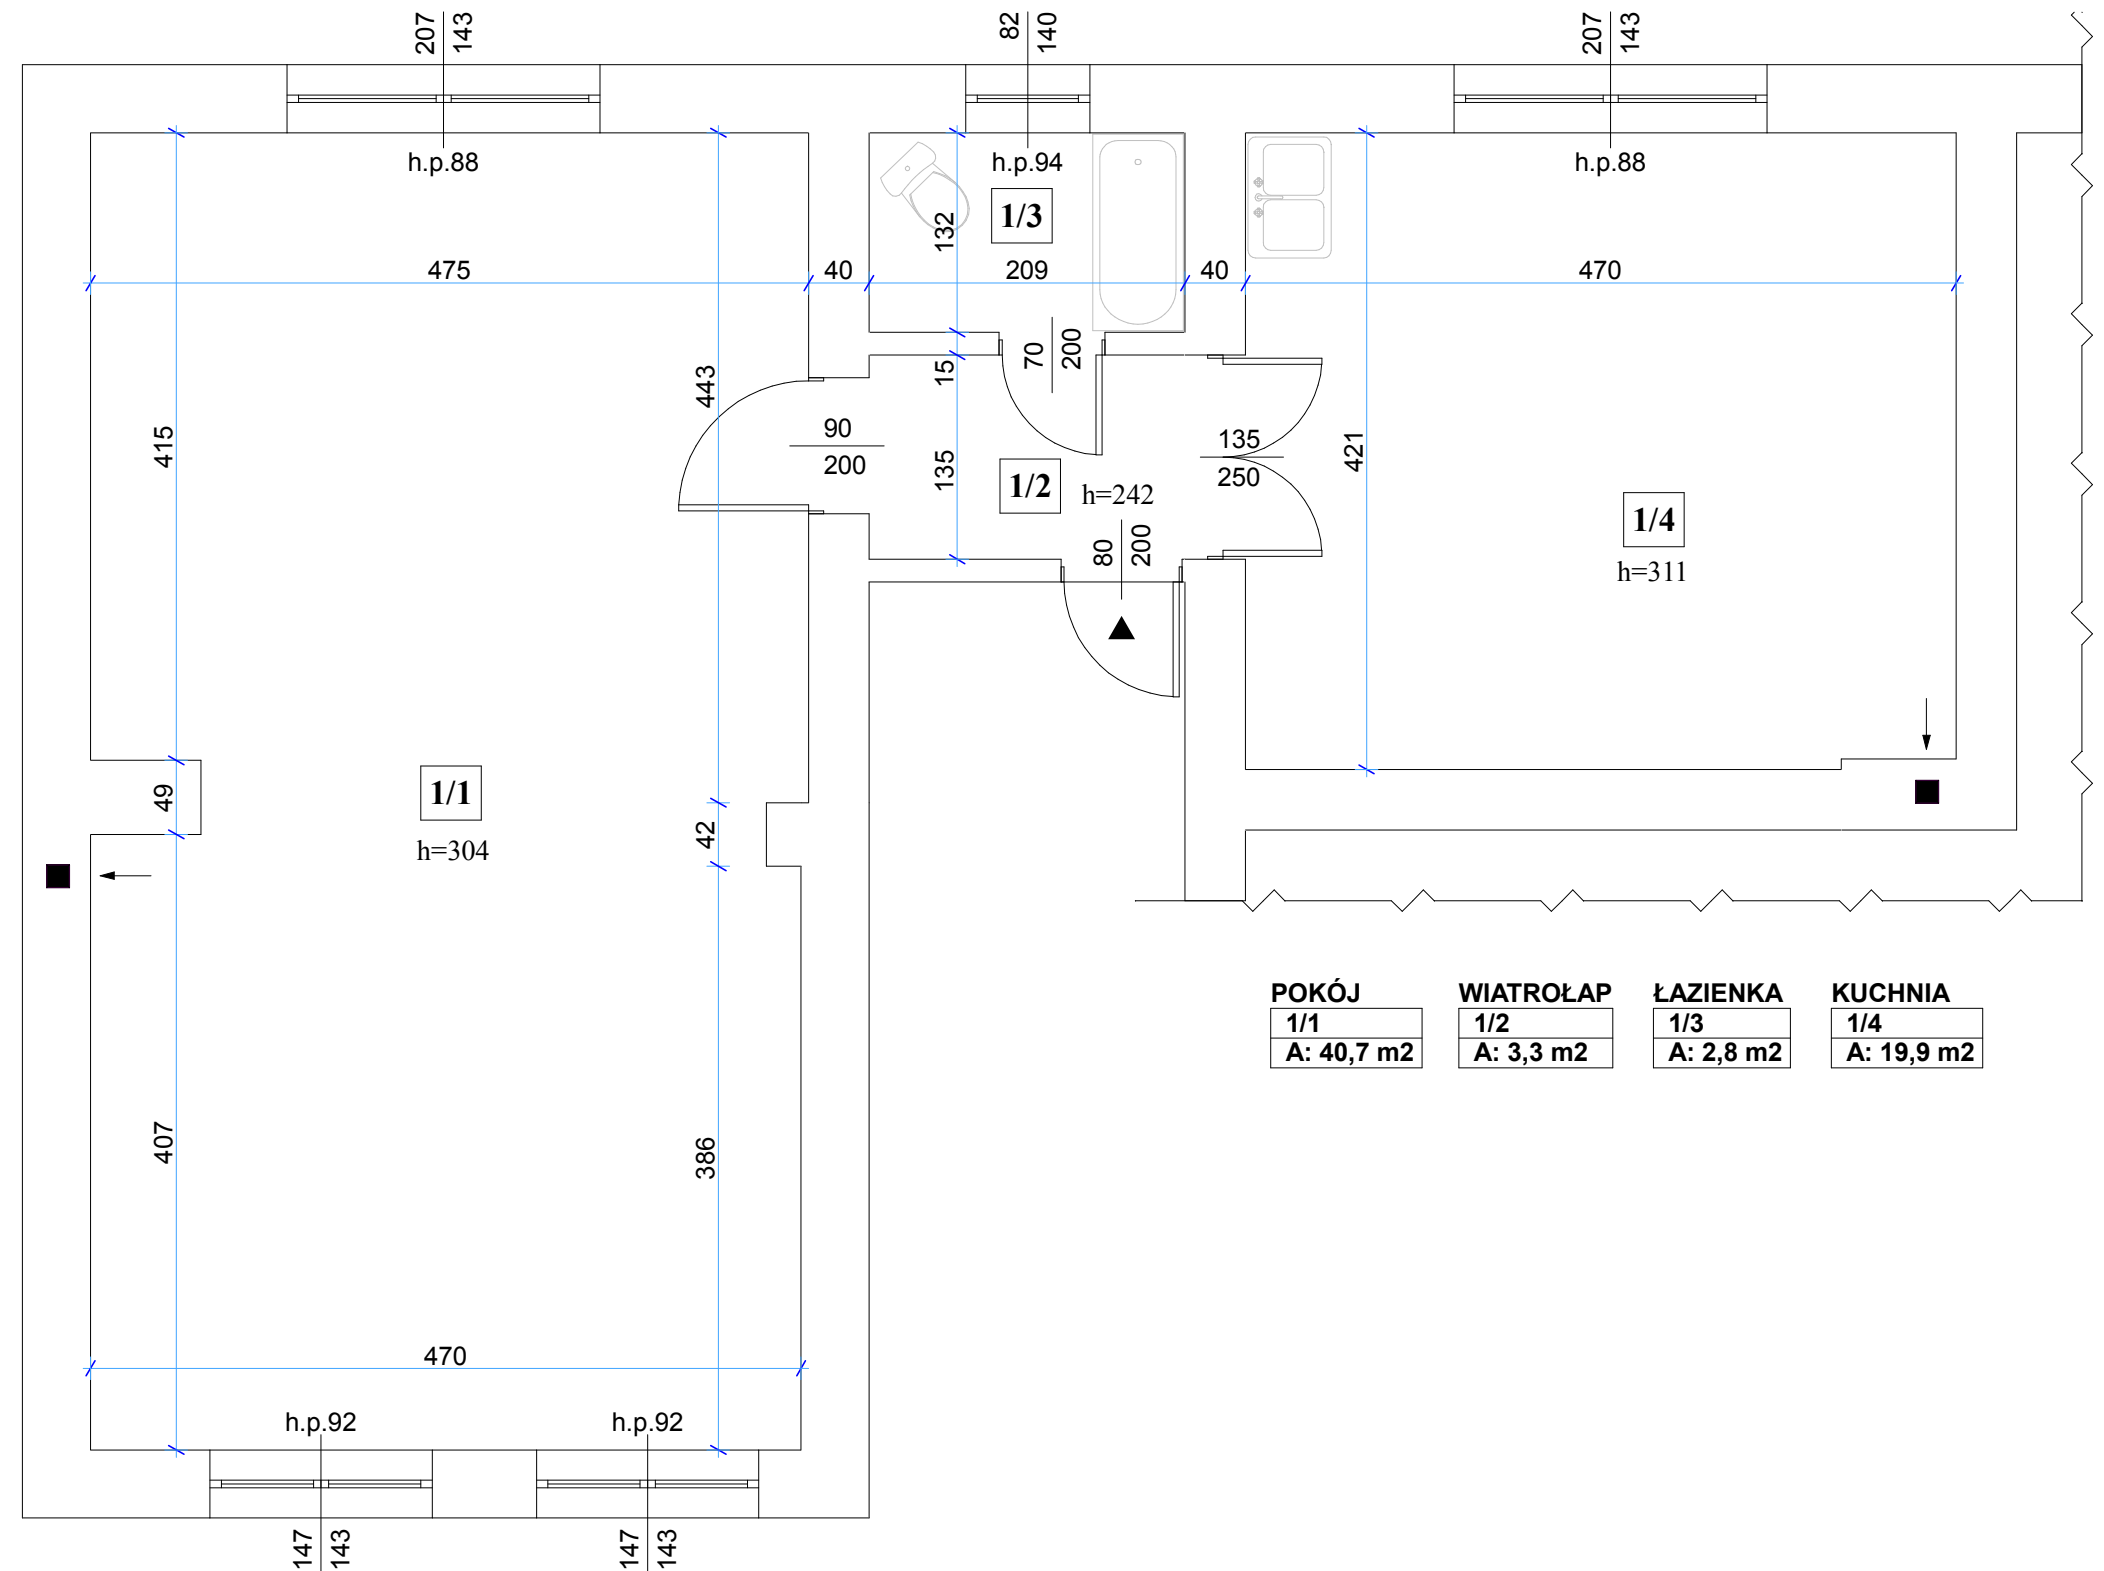 207
143
82
140
207
143
h.p.88
h.p.94
h.p.88
1/3
132
475
40
209
40
470
70
200
15
443
415
90
200
135
135
250
421
1/2
h=242
80
200
1/4
h=311
49
1/1
42
h=304
POKÓJ
1/1
A: 40,7 m2
WIATROŁAP
1/2
A: 3,3 m2
ŁAZIENKA
1/3
A: 2,8 m2
KUCHNIA
1/4
A: 19,9 m2
407
386
470
h.p.92
h.p.92
147
143
147
143